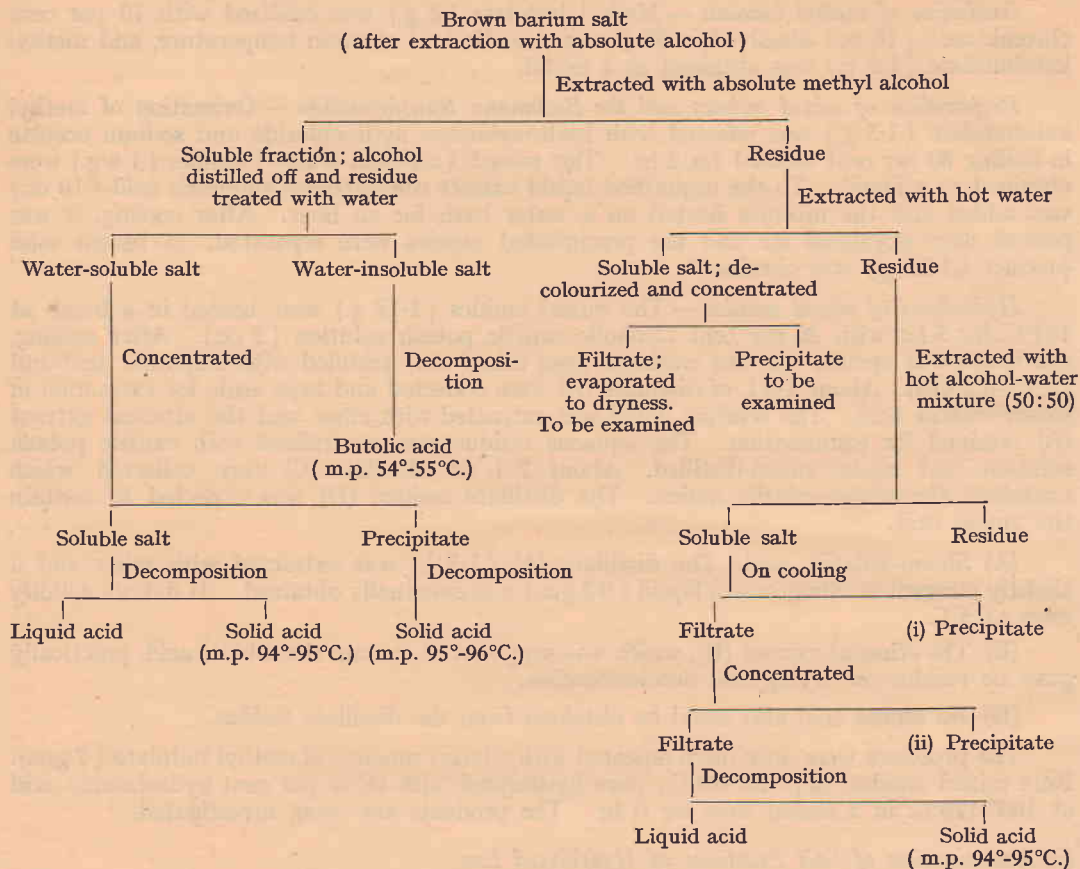 Brown barium salt
(after extraction with absolute alcohol)
Extracted with absolute methyl alcohol
Soluble fraction; alcohol
distilled off and residue
treated with water
Residue
Extracted with hot water
Water-soluble salt
Water-insoluble salt
Soluble salt; de-
colourized and concentrated
Residue
Concentrated
Decomposi-
tion
Filtrate;
evaporated
to dryness.
To be examined
Precipitate
to be
examined
Extracted with
hot alcohol-water
mixture (50:50)
Butolic acid
(m.p. 54°-55°C.)
Soluble salt
Precipitate
Soluble salt
Residue
Decomposition
Decomposition
On cooling
Liquid acid
Solid acid
(m.p. 94°-95°C.)
Solid acid
(m.p. 95°-96°C.)
Filtrate
(i) Precipitate
Concentrated
Filtrate
(ii) Precipitate
Decomposition
Liquid acid
Solid acid
(m.p. 94°-95°C.)